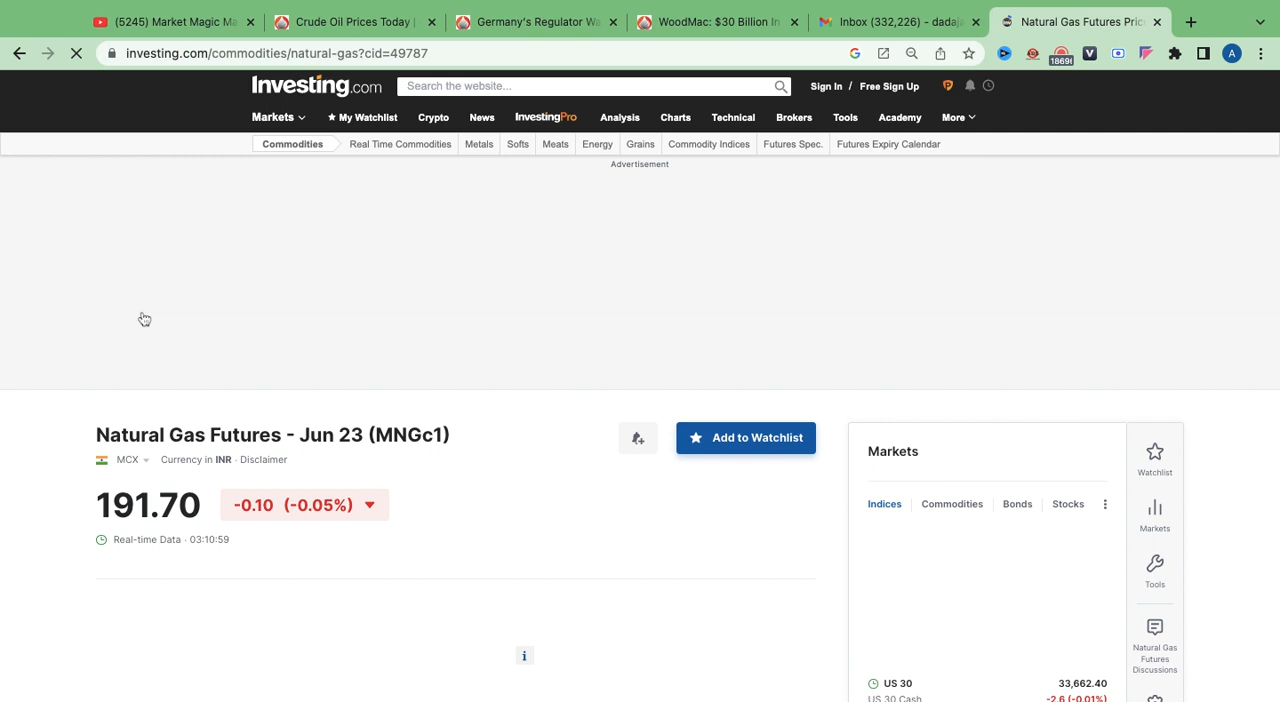 (5245) Market Magic Ma
Crude Oil Prices Today |
Germany's Regulator Wa
WoodMac: $30 Billion In
Inbox (332,226) - dadaja
Natural Gas Futures Pric
investing.com/commodities/natural-gas?cid=49787
1869
A
Investing.com
Search the website...
Sign In / Free Sign Up
Markets
My Watchlist
Crypto
News
InvestingPro
Analysis
Charts
Technical
Brokers
Tools
Academy
More
Commodities
Real Time Commodities
Metals
Softs
Meats
Energy
Grains
Commodity Indices
Futures Spec.
Futures Expiry Calendar
Advertisement
Natural Gas Futures - Jun 23 (MNGc1)
MCX
Currency in INR · Disclaimer
Add to Watchlist
191.70
-0.10 (-0.05%)
Real-time Data · 03:10:59
Markets
Indices
Commodities
Bonds
Stocks
US 30
33,662.40
US 30 Cash
-2.6 (-0.01%)
Watchlist
Markets
Tools
Natural Gas
Futures
Discussions